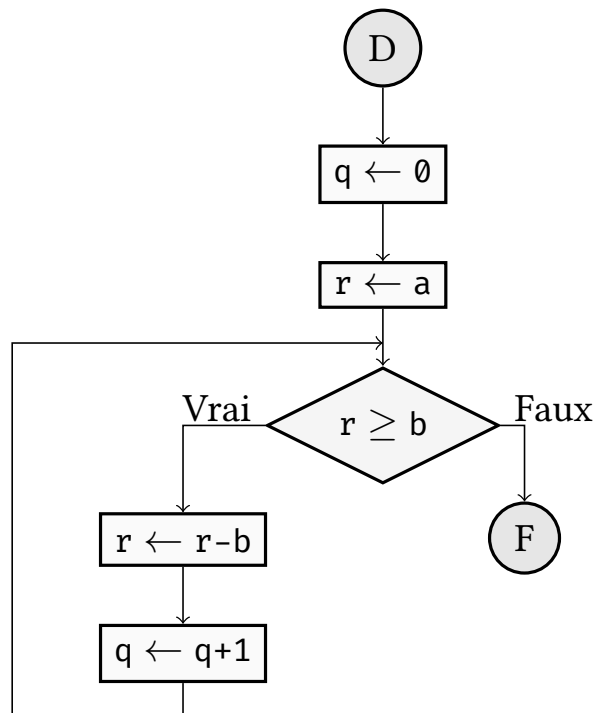 D
q ← 0
r ← a
Vrai
r ≥ b
Faux
r ← r-b
F
q ← q+1